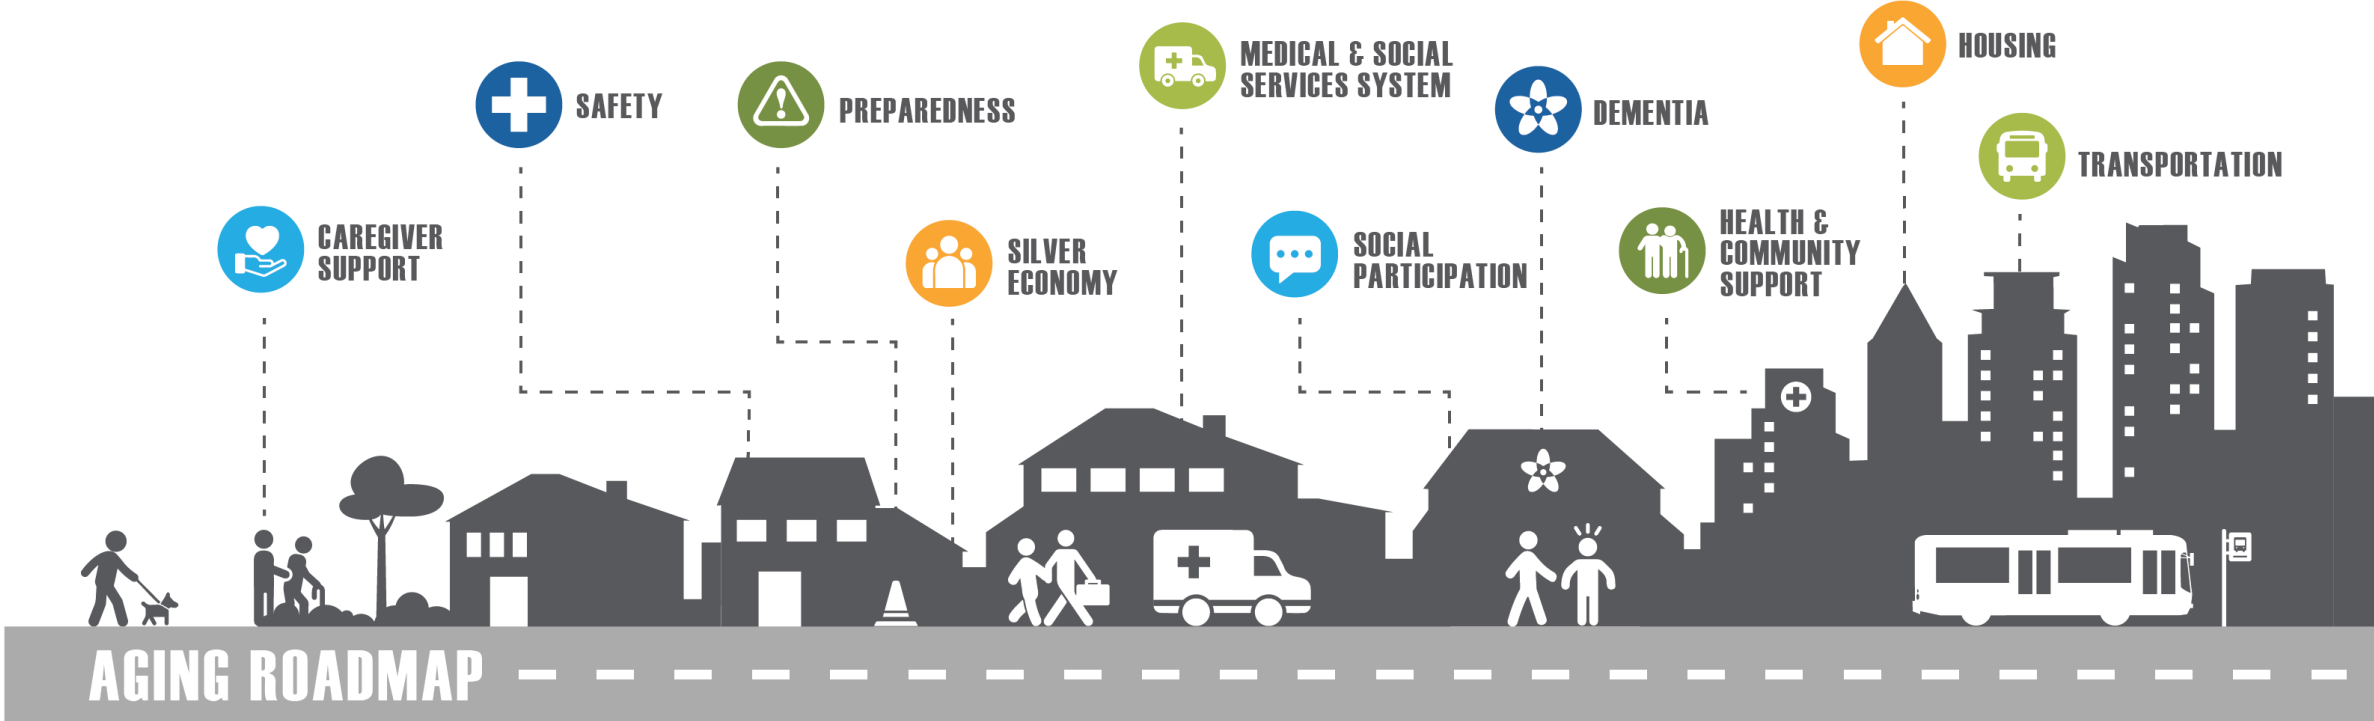 CAREGIVER
SUPPORT
SAFETY
PREPAREDNESS
SILVER
ECONOMY
MEDICAL & SOCIAL
SERVICES SYSTEM
SOCIAL
PARTICIPATION
DEMENTIA
HEALTH &
COMMUNITY
SUPPORT
HOUSING
TRANSPORTATION
AGING ROADMAP